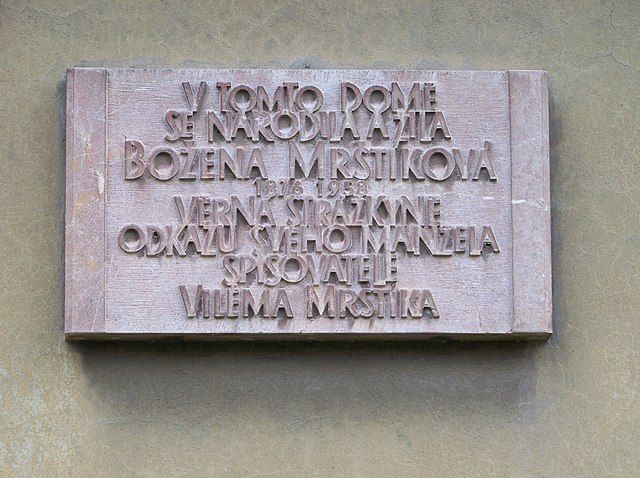 V TOMTO DOMĚ
SE NARODILA A ŽILA
BOŽENA MRŠTÍKOVÁ
1876 1958
VĚRNÁ STRÁŽKYNĚ
ODKAZU SVÉHO MANŽELA
SPISOVATELE
VILÉMA MRŠTÍKA